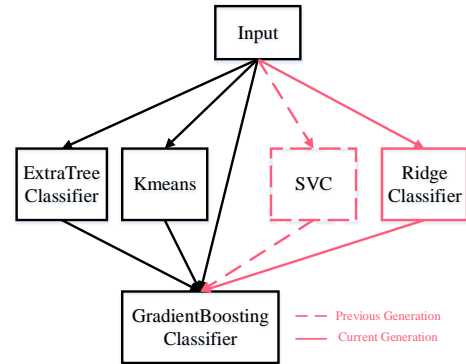 Input
ExtraTree
Classifier
Kmeans
SVC
Ridge
Classifier
GradientBoosting
Classifier
Previous Generation
Current Generation